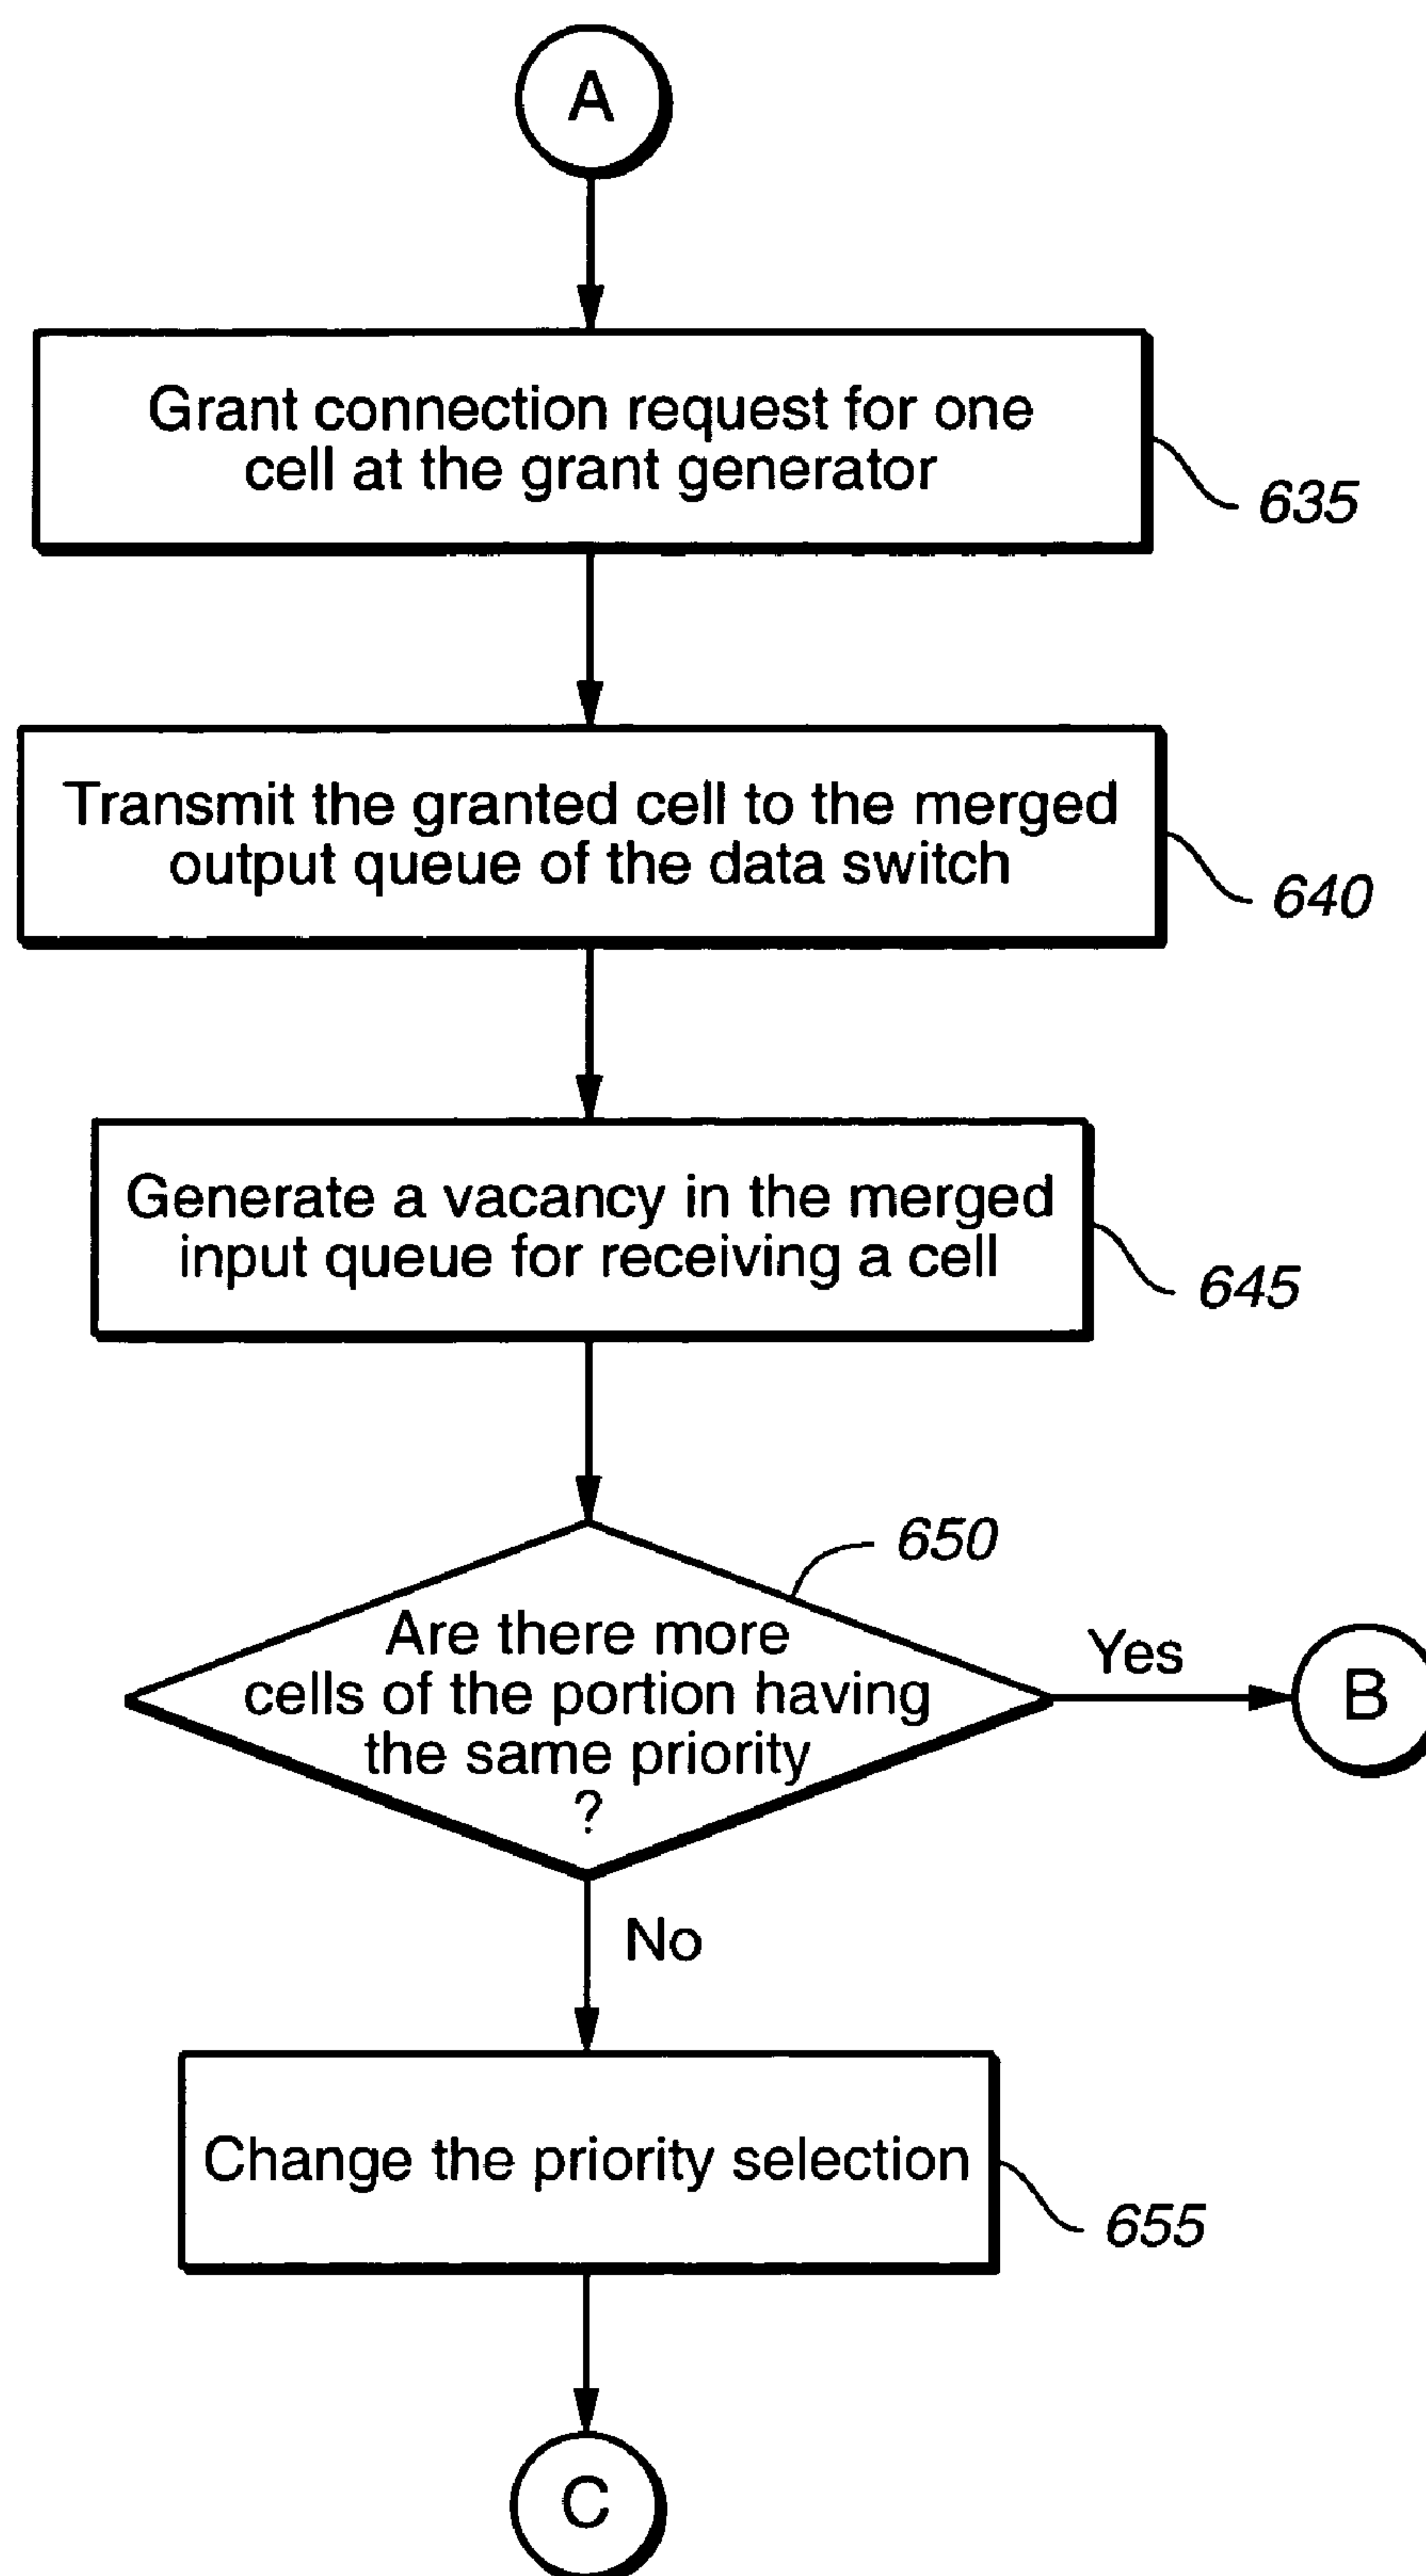 A
Grant connection request for one
cell at the grant generator
635
Transmit the granted cell to the merged
output queue of the data switch
640
Generate a vacancy in the merged
input queue for receiving a cell
645
650
Are there more
cells of the portion having
the same priority
?
Yes
B
No
Change the priority selection
655
C